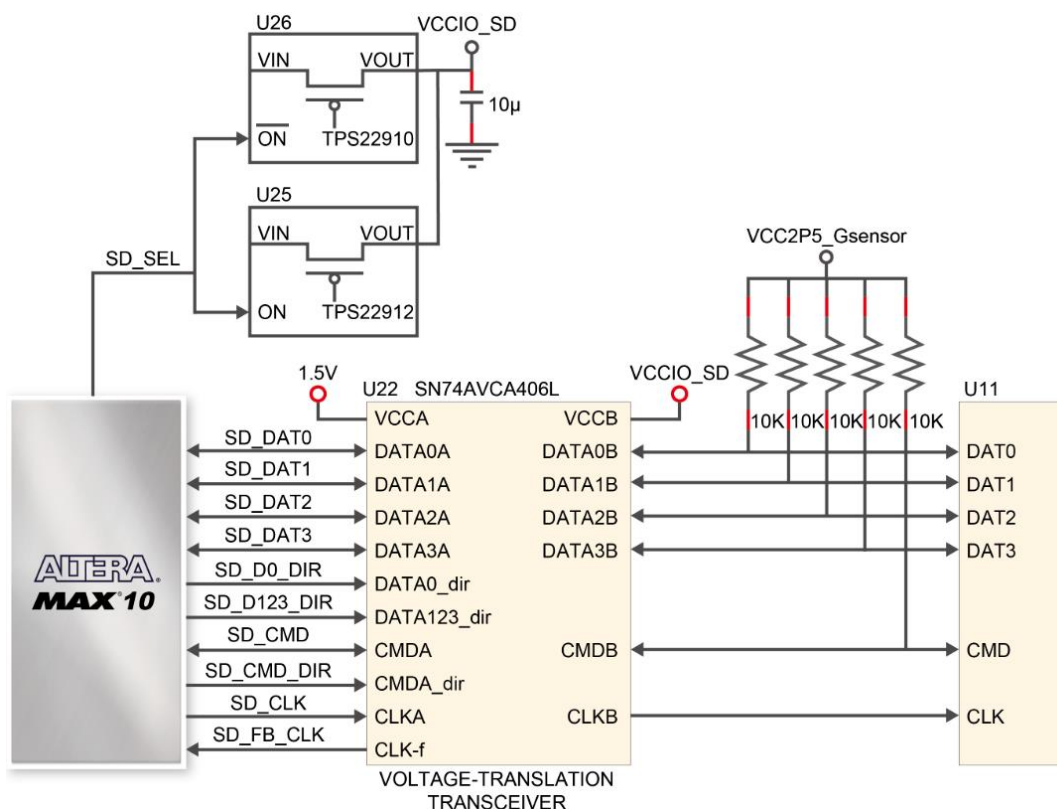 U26
VIN
VOUT
ON
TPS22910
VCCIO_SD
10µ
U25
VIN
VOUT
ON
TPS22912
SD_SEL
VCC2P5_Gsensor
10K
10K
10K
10K
10K
1.5V
U22 SN74AVCA406L
VCCIO_SD
U11
VCCA
VCCB
SD_DAT0
DATA0A
DATA0B
DAT0
SD_DAT1
DATA1A
DATA1B
DAT1
SD_DAT2
DATA2A
DATA2B
DAT2
SD_DAT3
DATA3A
DATA3B
DAT3
ALTERA®
MAX® 10
SD_D0_DIR
DATA0_dir
SD_D123_DIR
DATA123_dir
SD_CMD
CMDA
CMDB
CMD
SD_CMD_DIR
CMDA_dir
SD_CLK
CLKA
CLKB
CLK
SD_FB_CLK
CLK-f
VOLTAGE-TRANSLATION
TRANSCEIVER